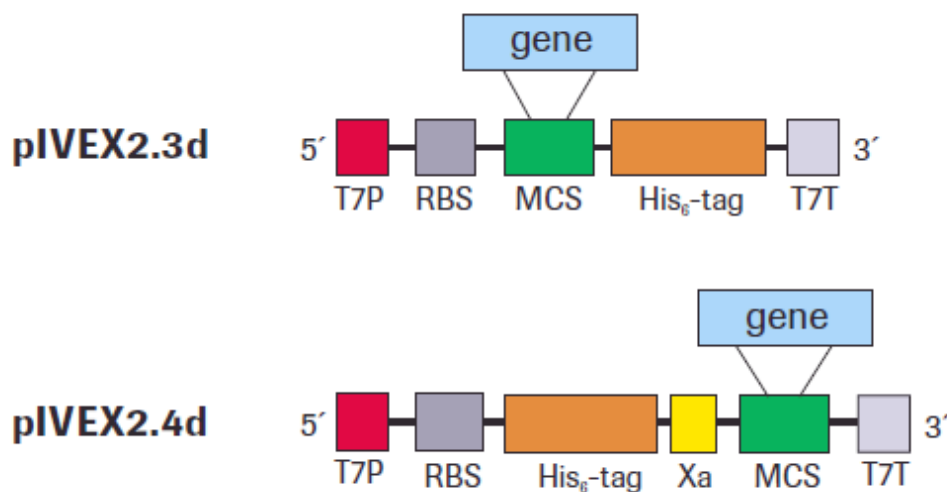 gene
pIVEX2.3d 5´ 3´
T7P RBS MCS His₆-tag T7T
gene
pIVEX2.4d 5´ 3´
T7P RBS His₆-tag Xa MCS T7T